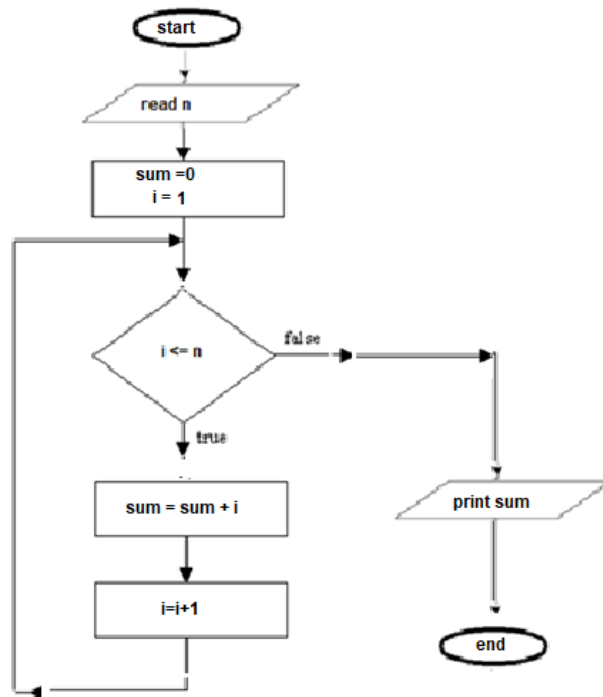 start
read n
sum =0
i = 1
i <= n
false
true
sum = sum + i
print sum
i=i+1
end